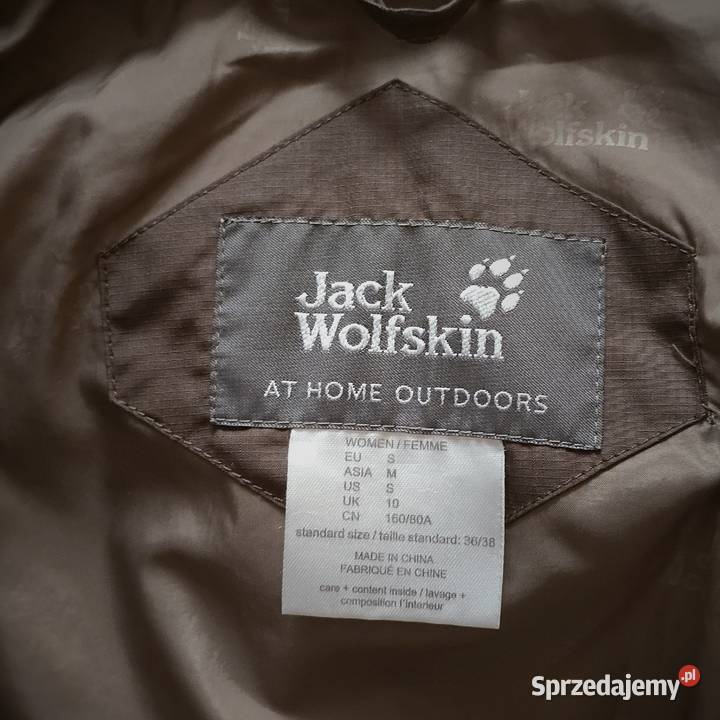 Jack
Wolfskin
Jack
Wolfskin
AT HOME OUTDOORS
WOMEN / FEMME
EU S
ASIA M
US S
UK 10
CN 160/80A
standard size / taille standard: 36/38
MADE IN CHINA
FABRIQUÉ EN CHINE
care + content inside / lavage +
composition l'interieur
Sprzedajemy.pl